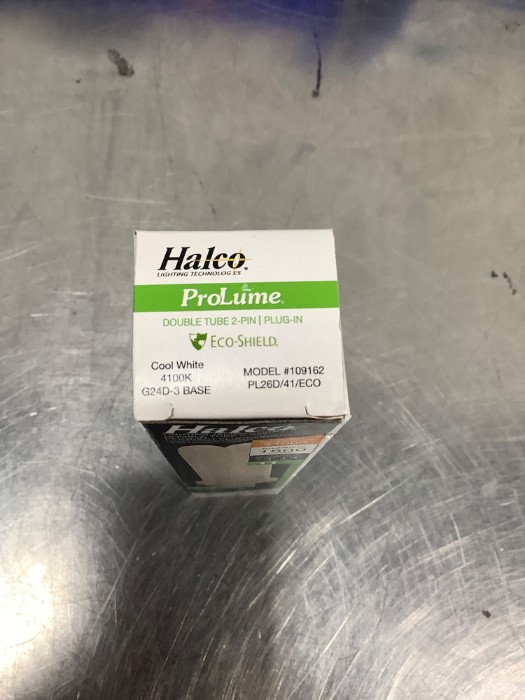 Halco
LIGHTING TECHNOLOGIES®
ProLume®
DOUBLE TUBE 2-PIN | PLUG-IN
ECO-SHIELD.
Cool White
4100K
G24D-3 BASE
MODEL #109162
PL26D/41/ECO
Halco